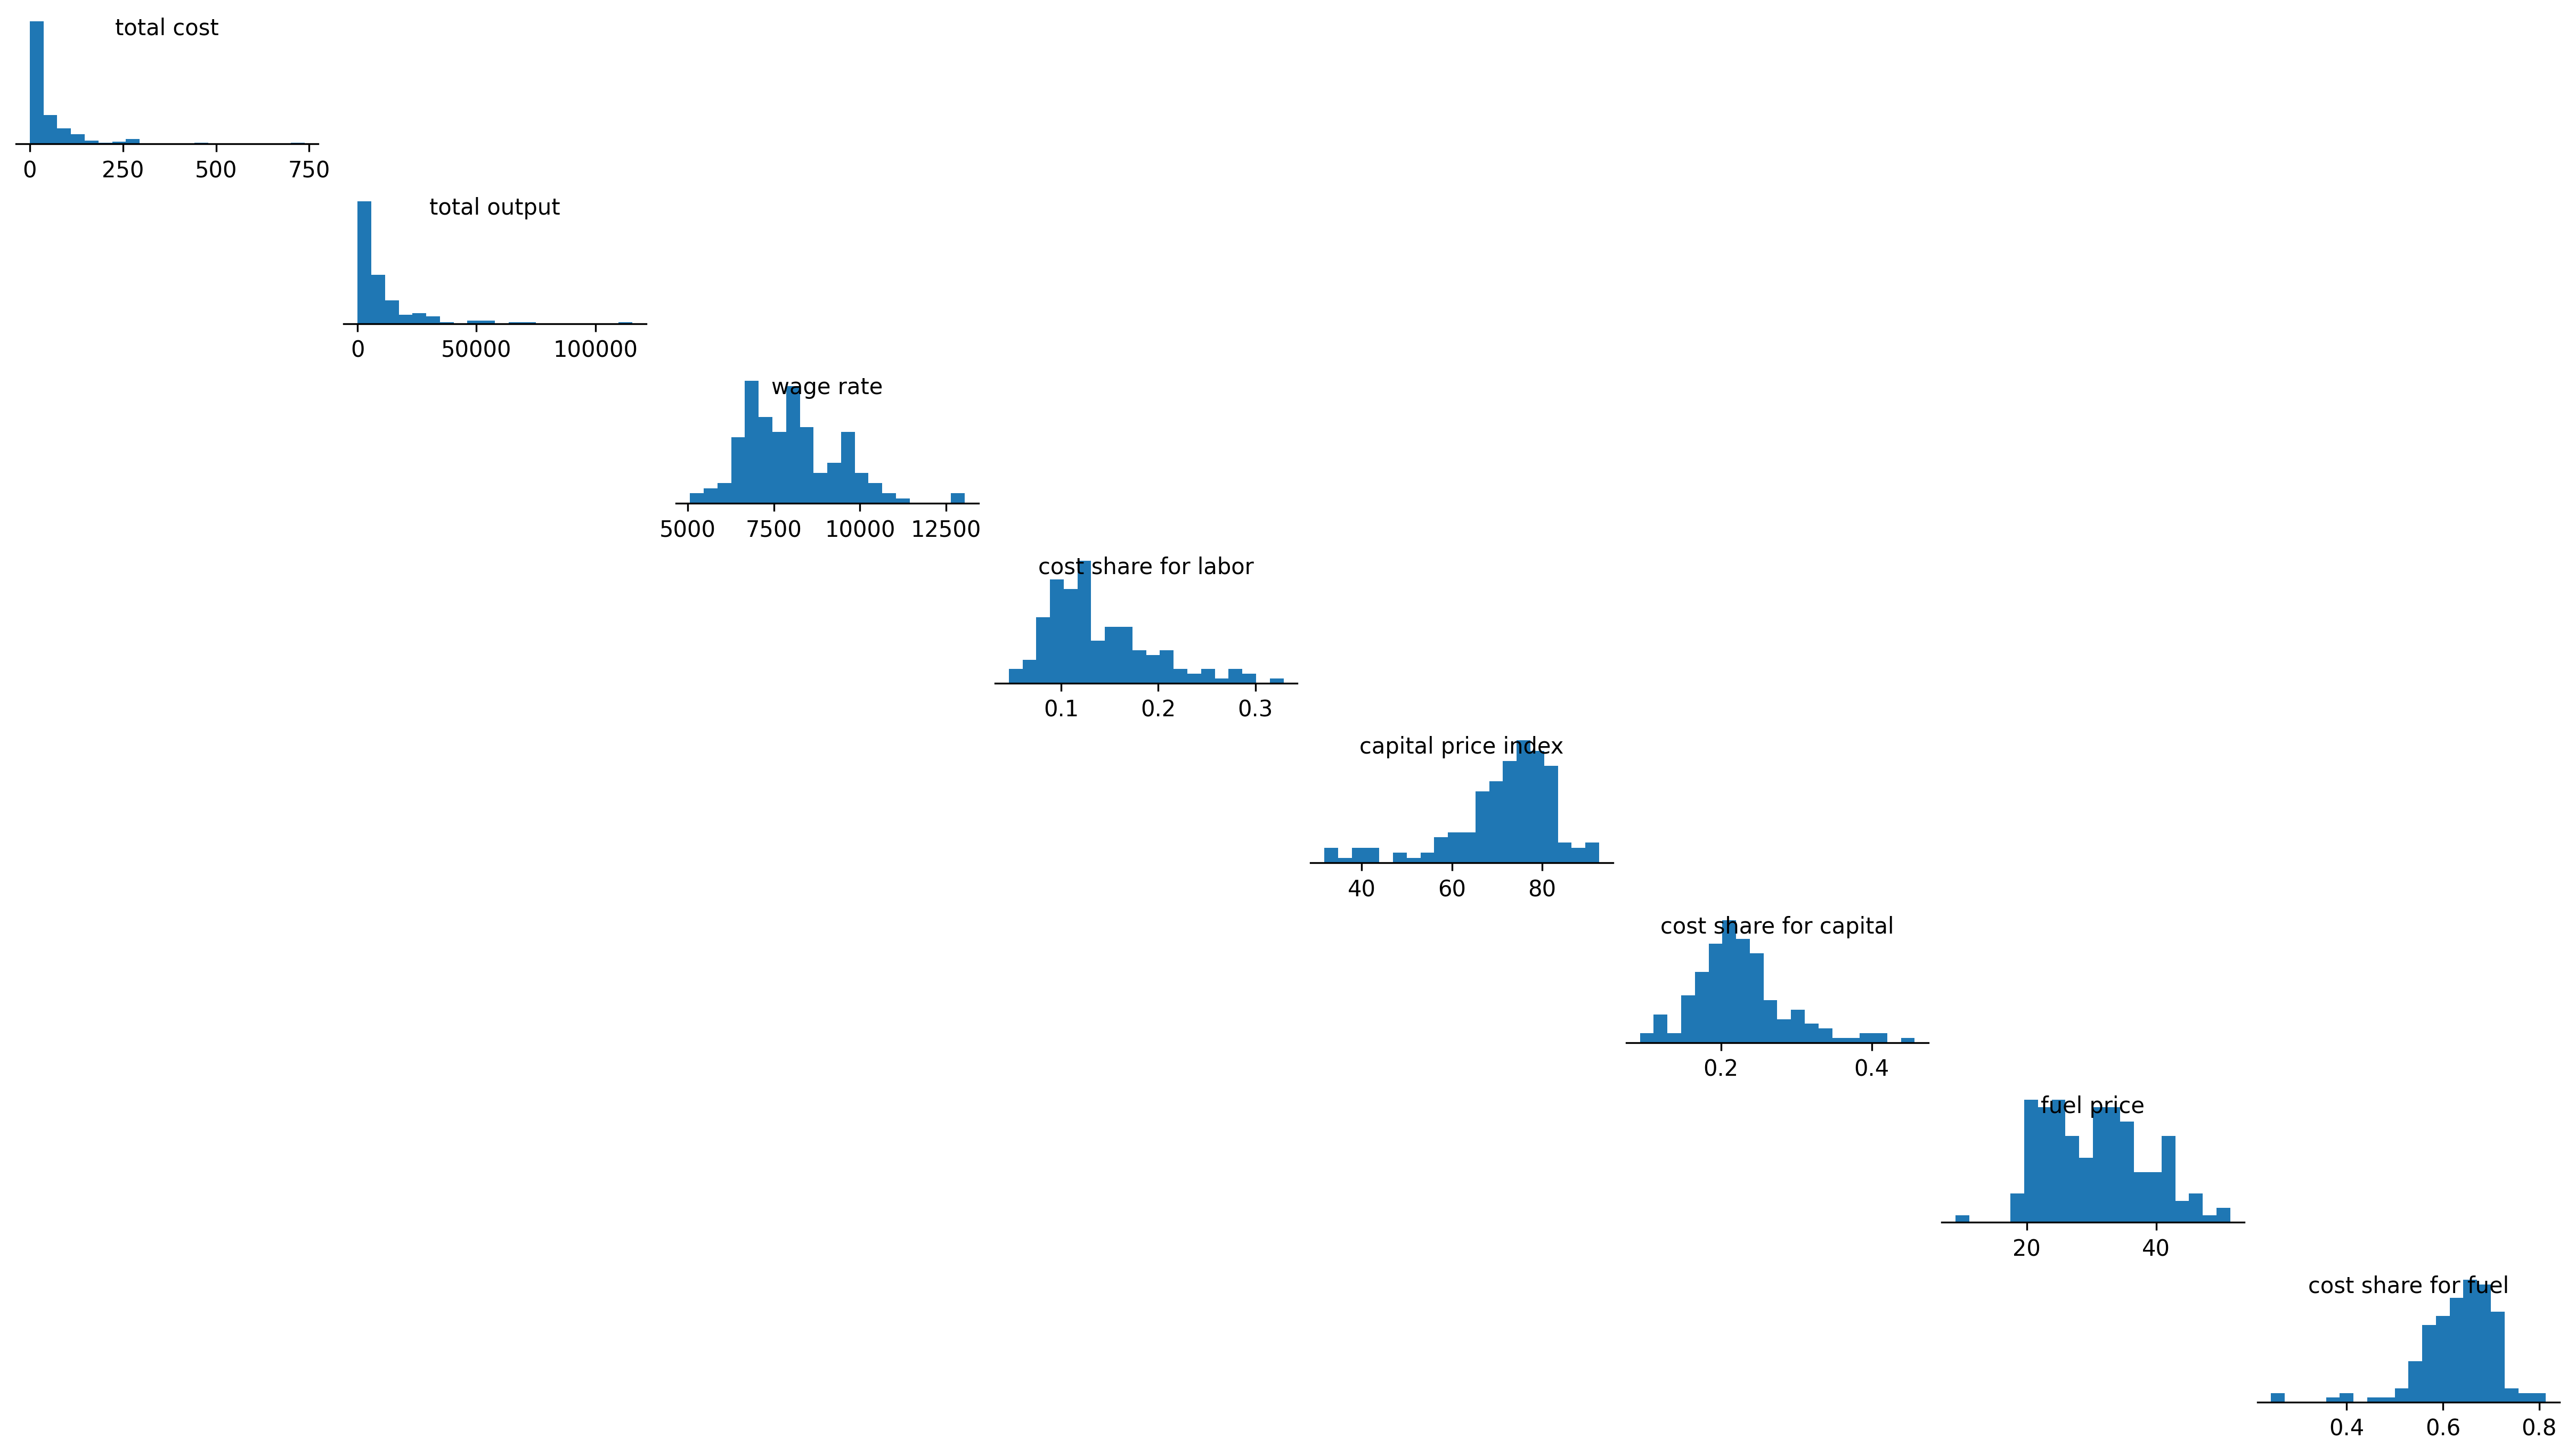 total cost
0 250 500 750
total output
0 50000 100000
wage rate
5000 7500 10000 12500
cost share for labor
0.1 0.2 0.3
capital price index
40 60 80
cost share for capital
0.2 0.4
fuel price
20 40
cost share for fuel
0.4 0.6 0.8